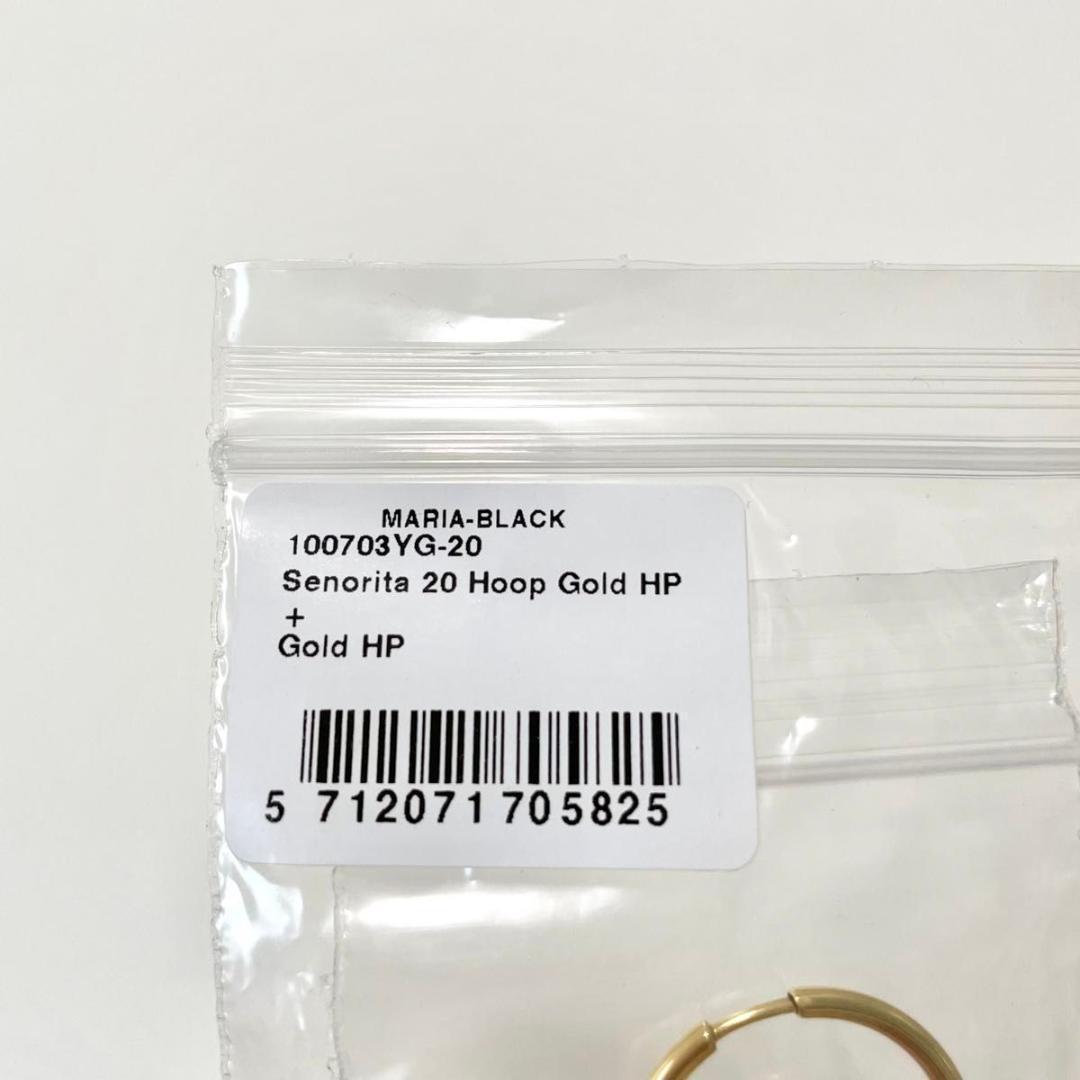 MARIA-BLACK
100703YG-20
Senorita 20 Hoop Gold HP
+
Gold HP
5 712071 705825